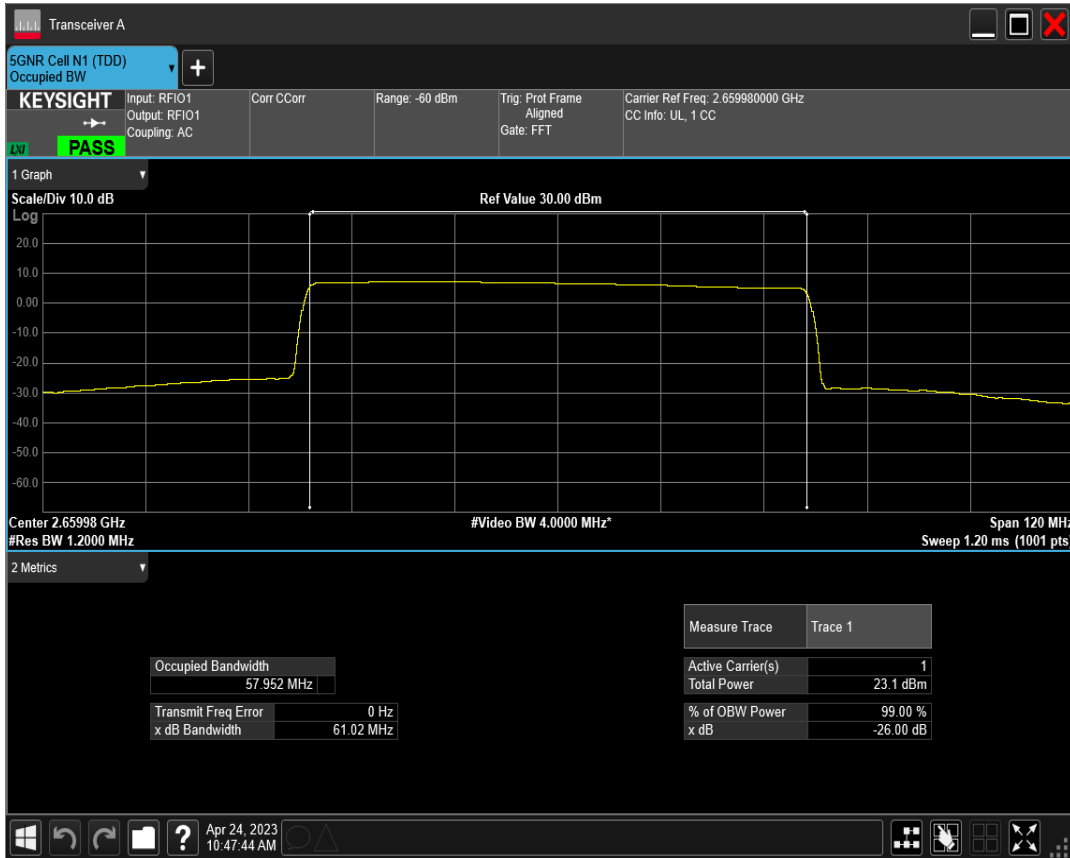 Transceiver A
5GNR Cell N1 (TDD)
Occupied BW
+
KEYSIGHT
LXI
PASS
Input: RFIO1
Output: RFIO1
Coupling: AC
Corr CCorr
Range: -60 dBm
Trig: Prot Frame
Aligned
Gate: FFT
Carrier Ref Freq: 2.659980000 GHz
CC Info: UL, 1 CC
1 Graph
Scale/Div 10.0 dB
Ref Value 30.00 dBm
Log
20.0
10.0
0.00
-10.0
-20.0
-30.0
-40.0
-50.0
-60.0
Center 2.65998 GHz
#Video BW 4.0000 MHz*
Span 120 MHz
#Res BW 1.2000 MHz
Sweep 1.20 ms (1001 pts)
2 Metrics
Measure Trace Trace 1
Occupied Bandwidth
57.952 MHz
Active Carrier(s) 1
Total Power 23.1 dBm
Transmit Freq Error 0 Hz
x dB Bandwidth 61.02 MHz
% of OBW Power 99.00 %
x dB -26.00 dB
?
Apr 24, 2023
10:47:44 AM